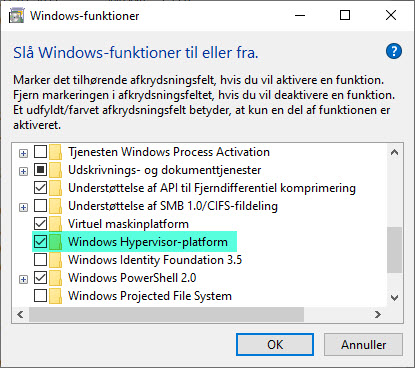 Windows-funktioner
Slå Windows-funktioner til eller fra.
Marker det tilhørende afkrydsningsfelt, hvis du vil aktivere en funktion.
Fjern markeringen i afkrydsningsfeltet, hvis du vil deaktivere en funktion.
Et udfyldt/farvet afkrydsningsfelt betyder, at kun en del af funktionen er
aktiveret.
Tjenesten Windows Process Activation
Udskrivnings- og dokumenttjenester
Understøttelse af API til Fjerndifferentiel komprimering
Understøttelse af SMB 1.0/CIFS-fildeling
Virtuel maskinplatform
Windows Hypervisor-platform
Windows Identity Foundation 3.5
Windows PowerShell 2.0
Windows Projected File System
OK
Annuller